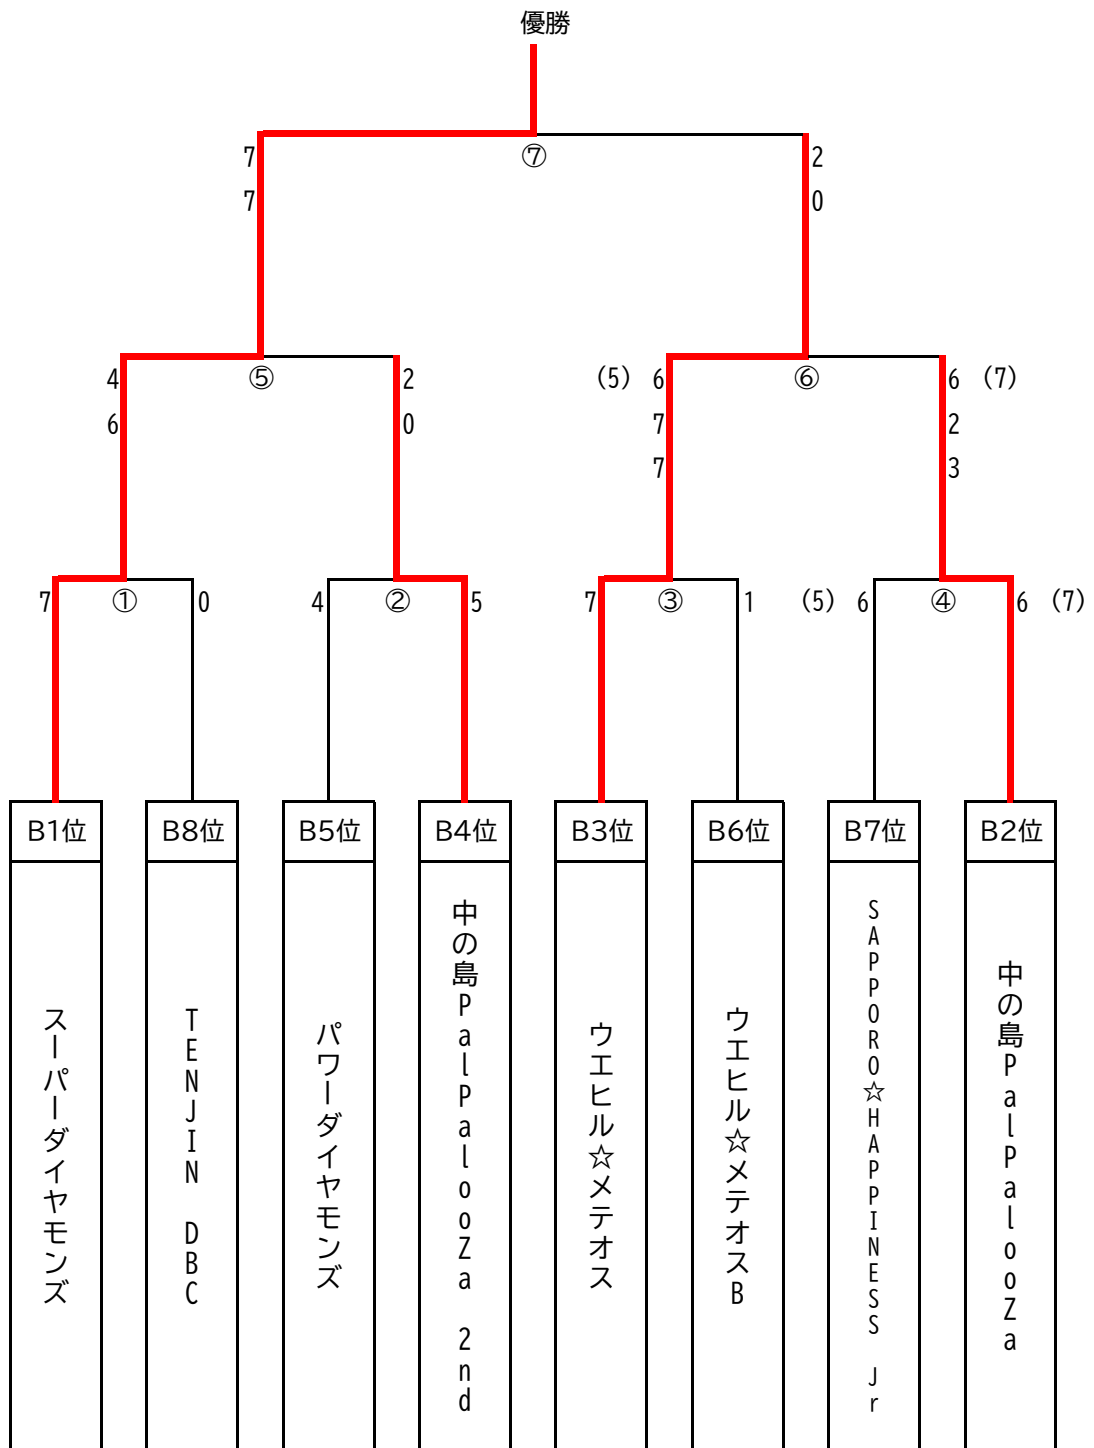 優勝
7 ⑦ 2
7 0
4 ⑤ 2 (5) 6 ⑥ 6 (7)
6 0 7 2
7 3
7 ① 0 4 ② 5 7 ③ 1 (5) 6 ④ 6 (7)
B1位 B8位 B5位 B4位 B3位 B6位 B7位 B2位
スーパーダイヤモンズ
TENJIN DBC
パワーダイヤモンズ
中の島PalPalooZa 2nd
ウエヒル☆メテオス
ウエヒル☆メテオスB
SAPPORO☆HAPPINESS Jr
中の島PalPalooZa